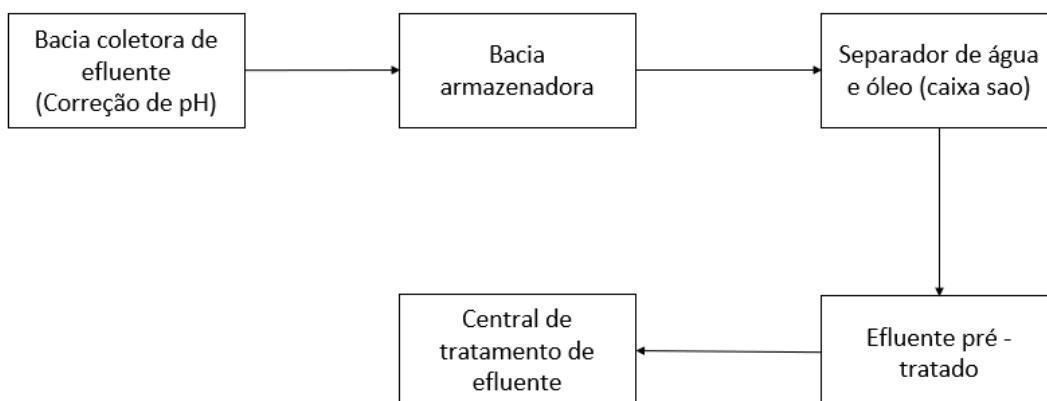 Bacia coletora de
efluente
(Correção de pH)
Bacia
armazenadora
Separador de água
e óleo (caixa sao)
Efluente pré -
tratado
Central de
tratamento de
efluente